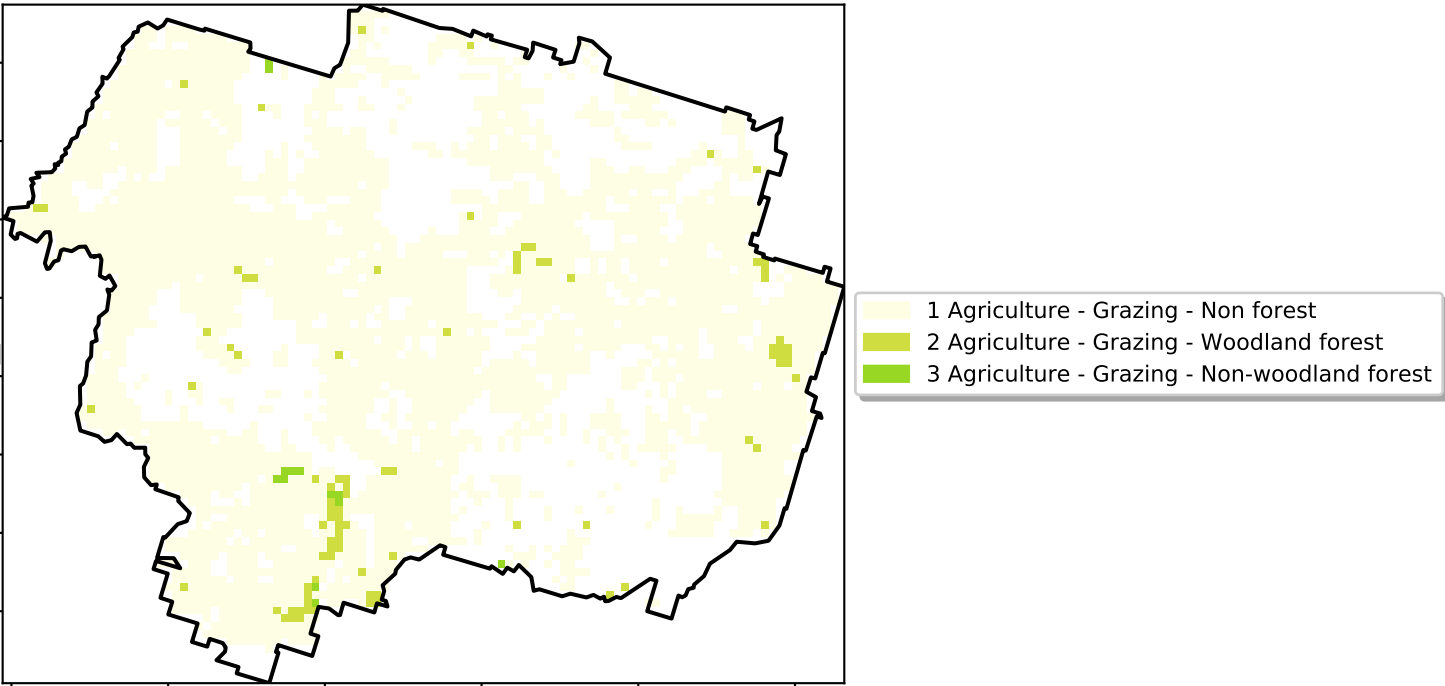 1 Agriculture - Grazing - Non forest
2 Agriculture - Grazing - Woodland forest
3 Agriculture - Grazing - Non-woodland forest